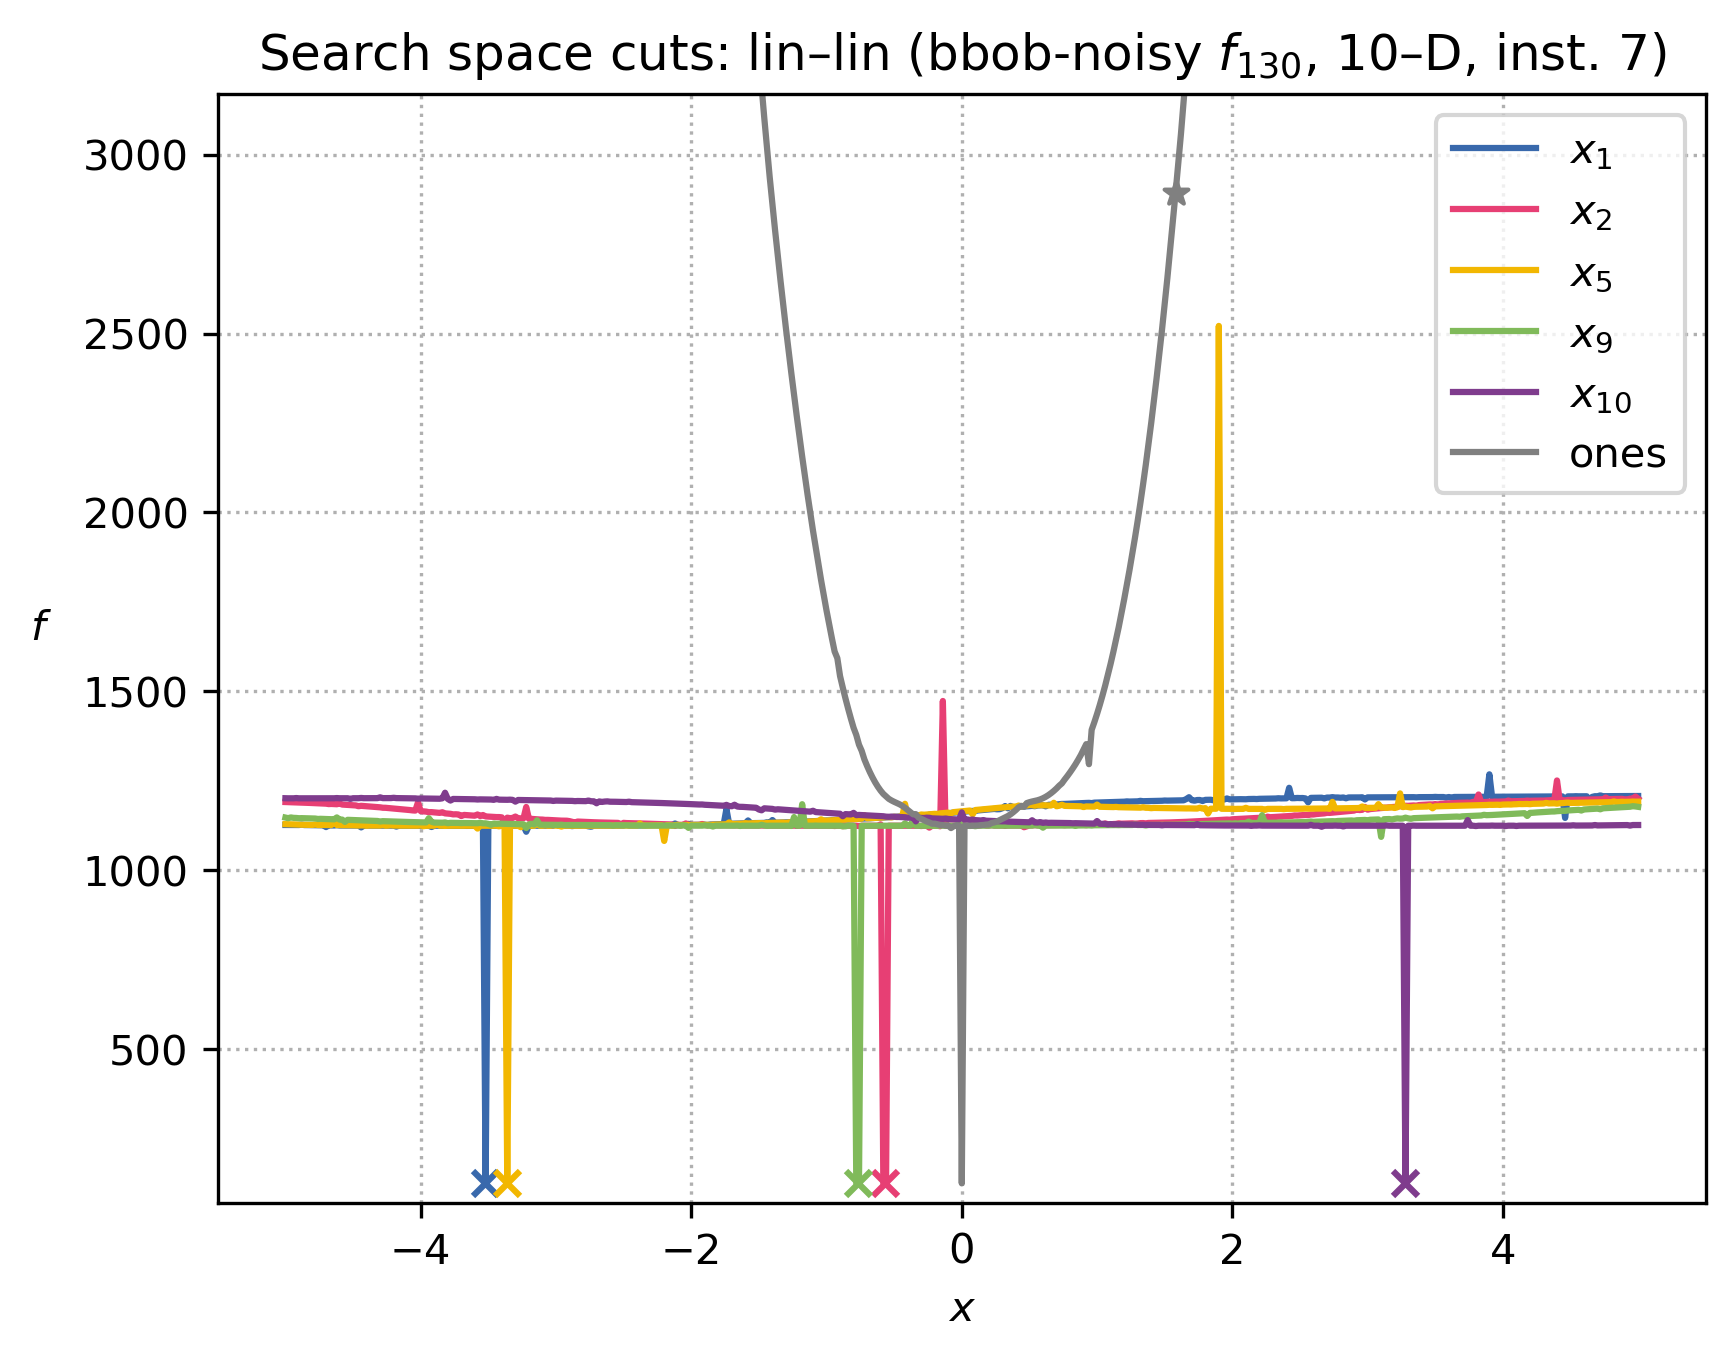 Search space cuts: lin–lin (bbob-noisy f₁₃₀, 10–D, inst. 7)
3000
2500
2000
1500
1000
500
f
−4
−2
0
2
4
x
x₁
x₂
x₅
x₉
x₁₀
ones